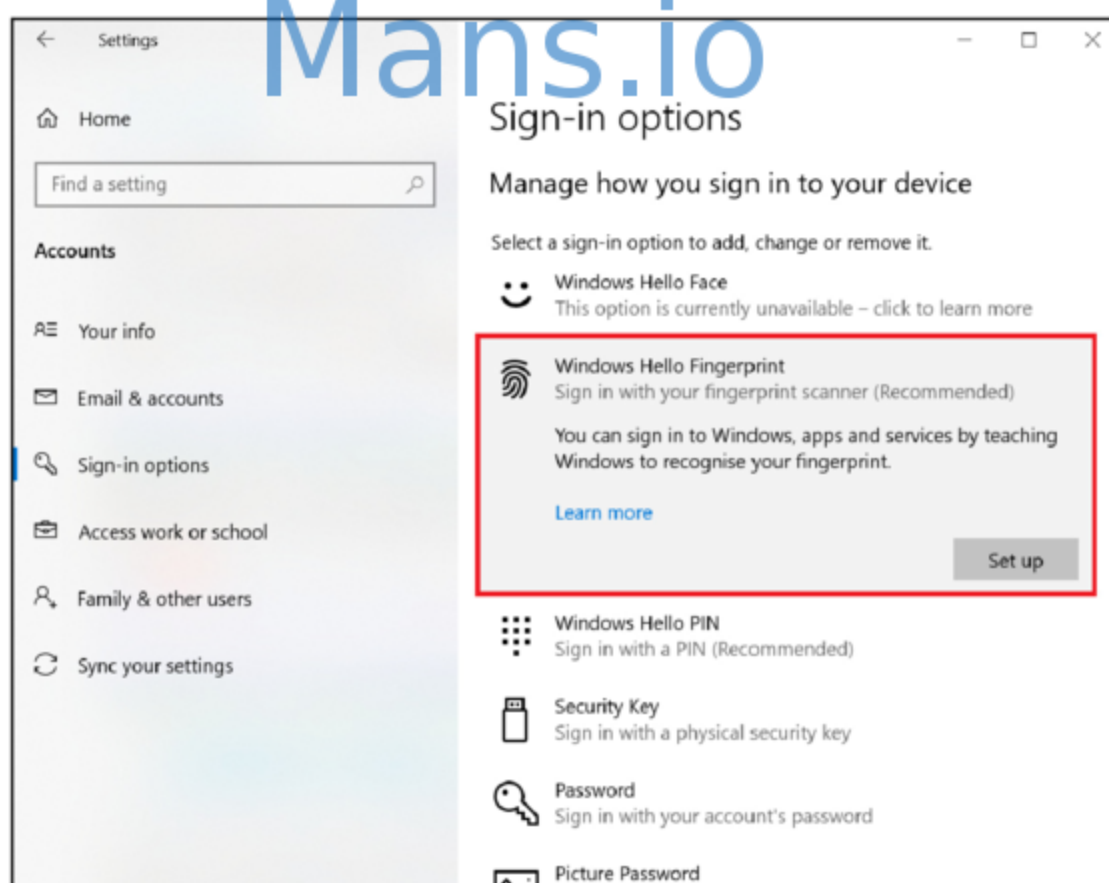 Mans.io
Settings
Home
Find a setting
Accounts
Your info
Email & accounts
Sign-in options
Access work or school
Family & other users
Sync your settings
Sign-in options
Manage how you sign in to your device
Select a sign-in option to add, change or remove it.
Windows Hello Face
This option is currently unavailable – click to learn more
Windows Hello Fingerprint
Sign in with your fingerprint scanner (Recommended)
You can sign in to Windows, apps and services by teaching
Windows to recognise your fingerprint.
Learn more
Set up
Windows Hello PIN
Sign in with a PIN (Recommended)
Security Key
Sign in with a physical security key
Password
Sign in with your account's password
Picture Password